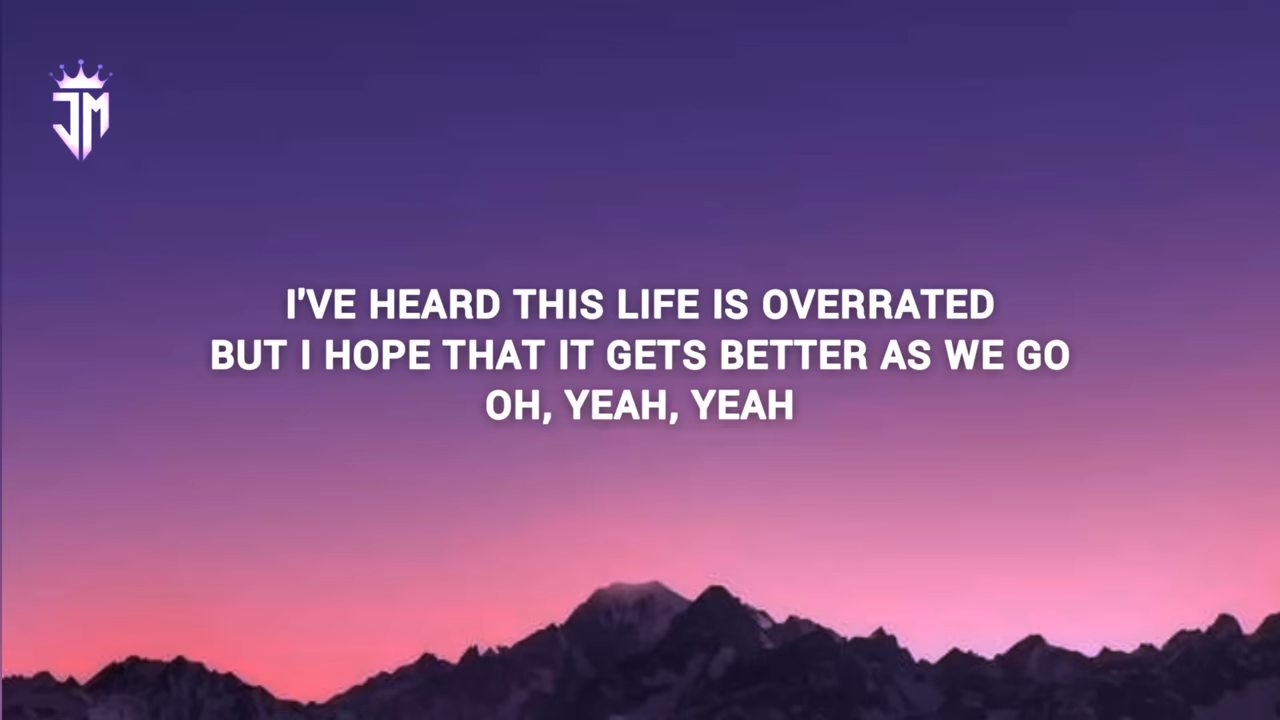 JM
I'VE HEARD THIS LIFE IS OVERRATED
BUT I HOPE THAT IT GETS BETTER AS WE GO
OH, YEAH, YEAH